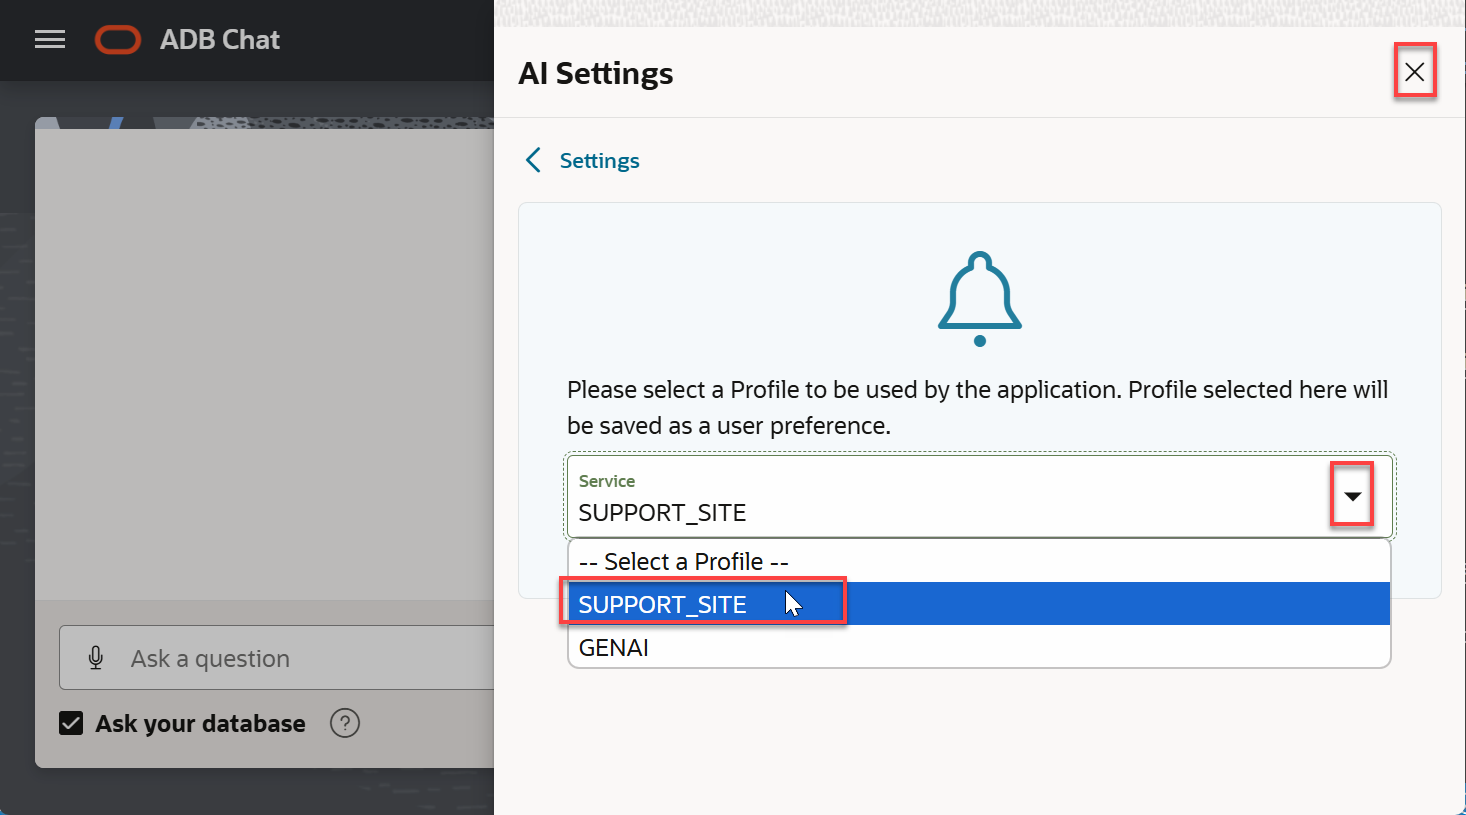 ADB Chat
AI Settings
Settings
Please select a Profile to be used by the application. Profile selected here will
be saved as a user preference.
Service
SUPPORT_SITE
-- Select a Profile --
SUPPORT_SITE
GENAI
Ask a question
Ask your database ?